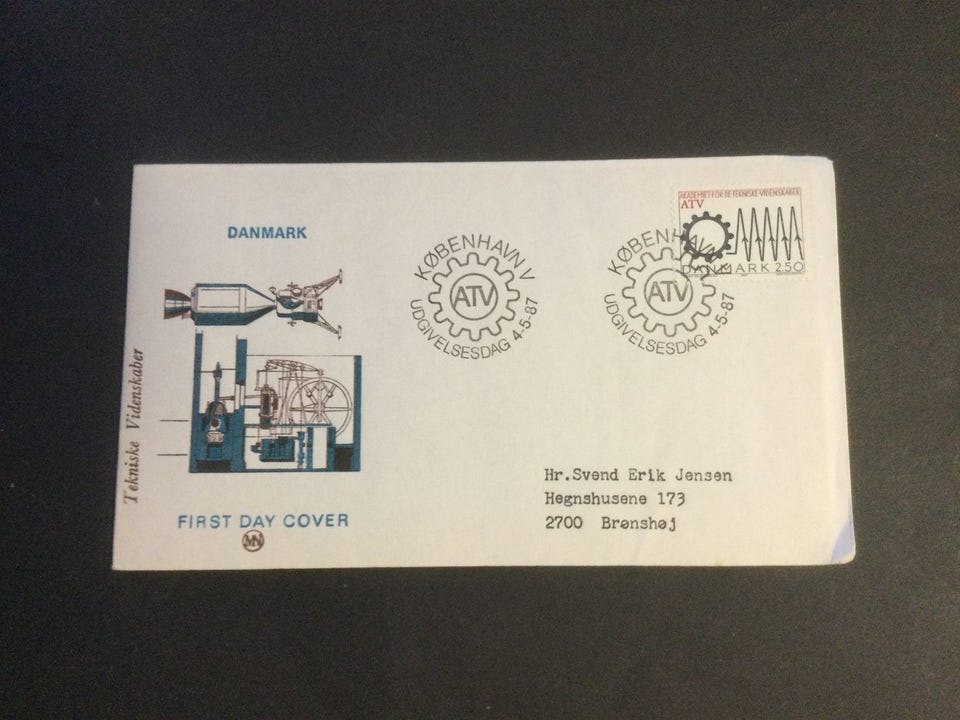 DANMARK
Tekniske Videnskaber
FIRST DAY COVER
MN
KØBENHAVN V
ATV
UDGIVELSESDAG 4-5-87
KØBENHAVN V
ATV
UDGIVELSESDAG 4-5-87
AKADEMIET FOR DE TEKNISKE VIDENSKABER
ATV
DANMARK 250
Hr.Svend Erik Jensen
Hegnshusene 173
2700 Brønshøj